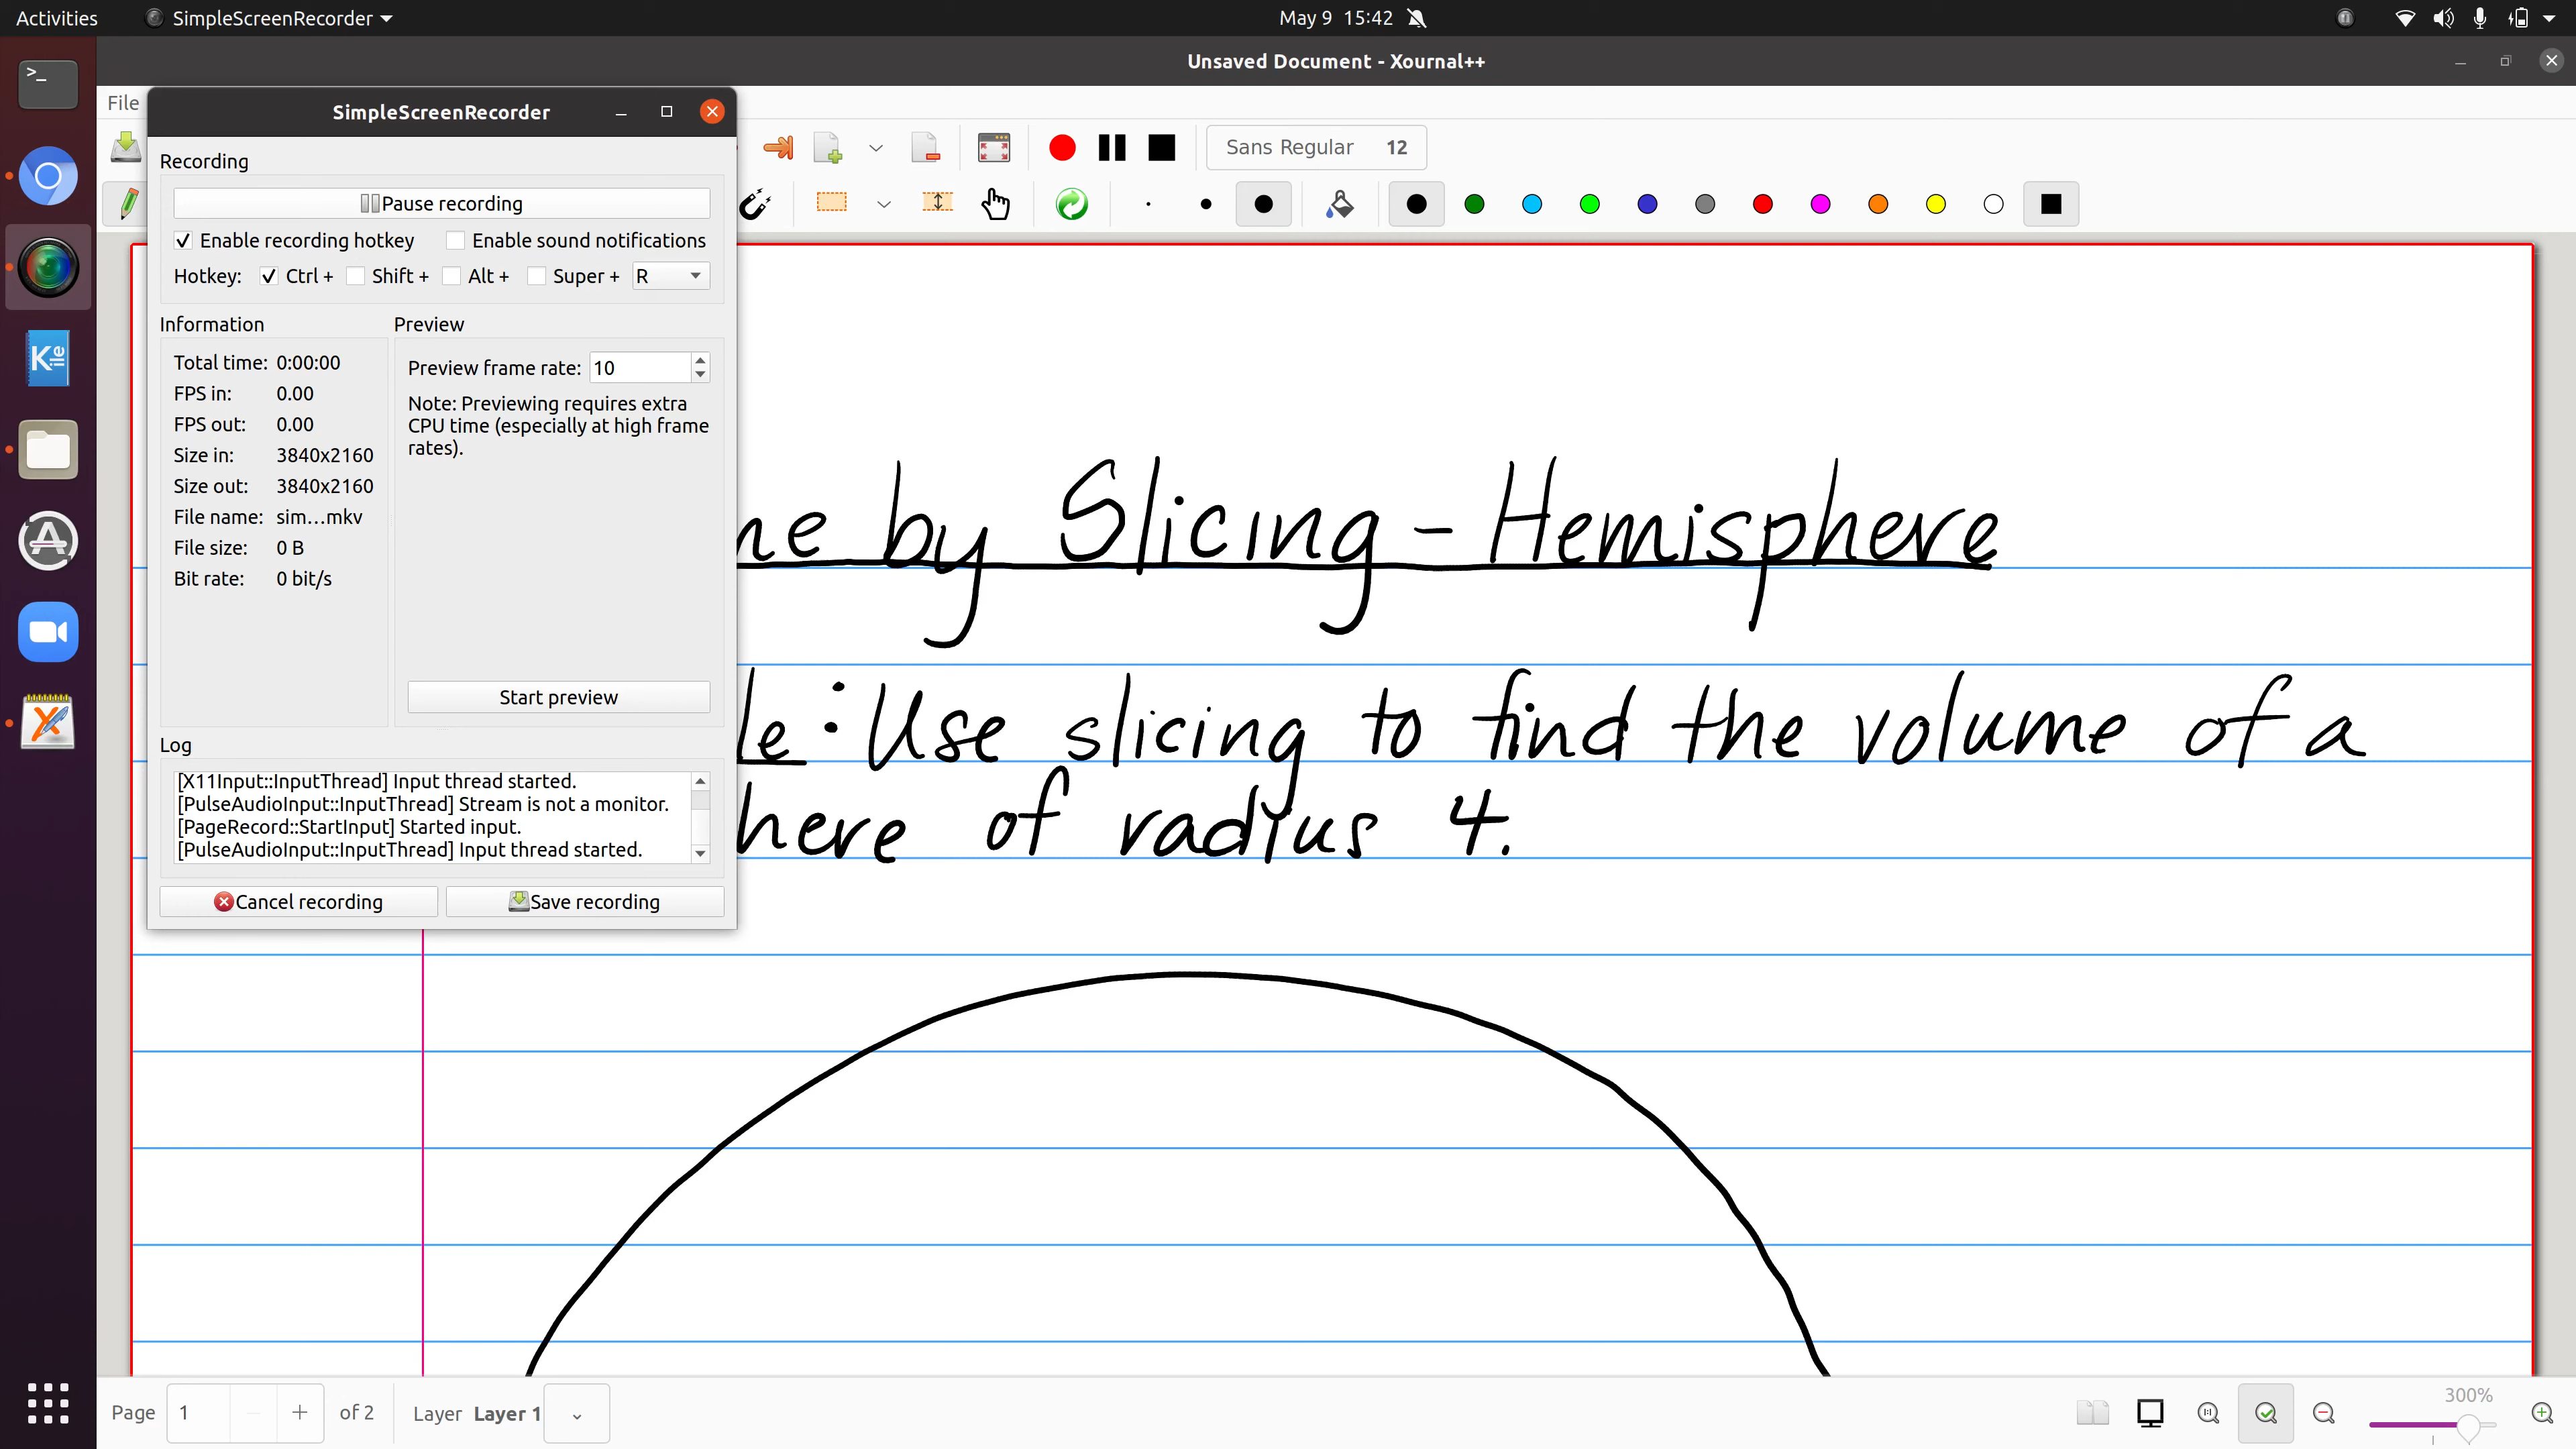 Activities SimpleScreenRecorder May 9 15:42
Unsaved Document - Xournal++
File
SimpleScreenRecorder
Sans Regular 12
Recording
Pause recording
Enable recording hotkey Enable sound notifications
Hotkey: Ctrl + Shift + Alt + Super + R
Information
Total time: 0:00:00
FPS in: 0.00
FPS out: 0.00
Size in: 3840x2160
Size out: 3840x2160
File name: sim...mkv
File size: 0 B
Bit rate: 0 bit/s
Preview
Preview frame rate: 10
Note: Previewing requires extra
CPU time (especially at high frame
rates).
Start preview
Log
[X11Input::InputThread] Input thread started.
[PulseAudioInput::InputThread] Stream is not a monitor.
[PageRecord::StartInput] Started input.
[PulseAudioInput::InputThread] Input thread started.
Cancel recording Save recording
me by Slicing - Hemisphere
le: Use slicing to find the volume of a
here of radius 4.
Page 1 of 2 Layer Layer 1
300%